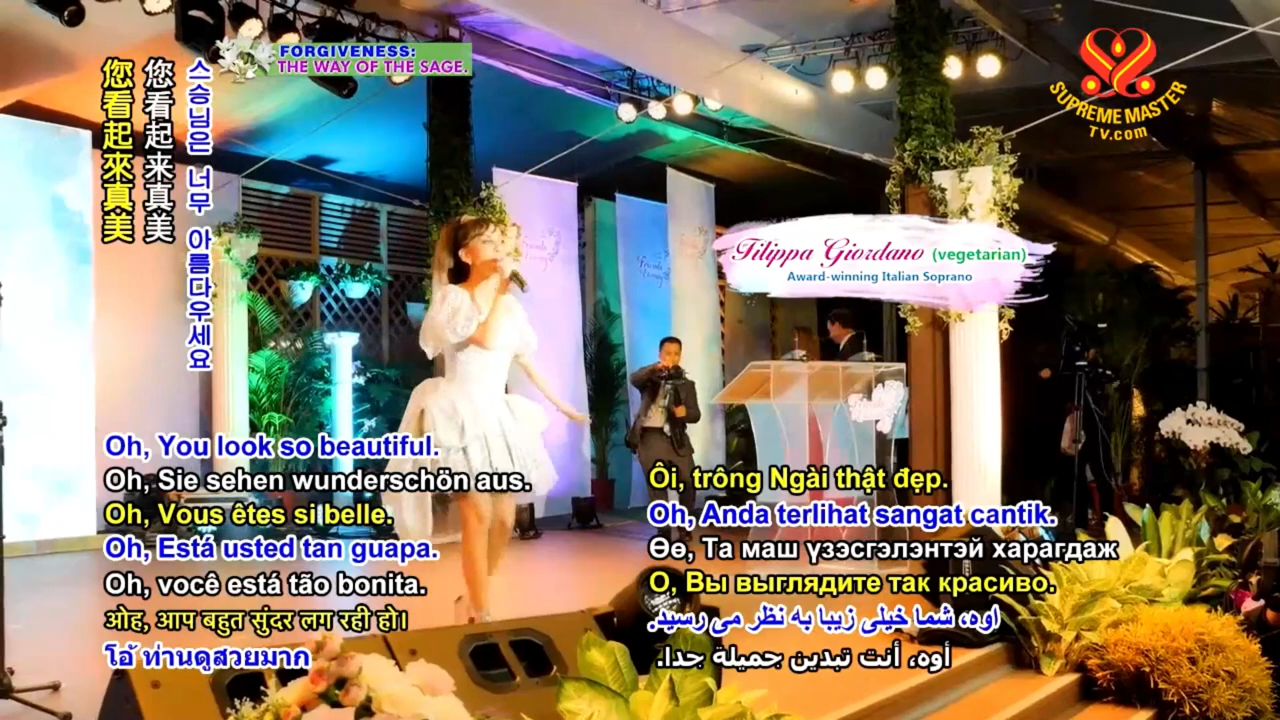 FORGIVENESS:
THE WAY OF THE SAGE.
SUPREME MASTER
TV.com
您看起來真美
您看起来真美
스승님은 너무 아름다우세요
Filippa Giordano (vegetarian)
Award-winning Italian Soprano
Oh, You look so beautiful.
Oh, Sie sehen wunderschön aus.
Oh, Vous êtes si belle.
Oh, Está usted tan guapa.
Oh, você está tão bonita.
ओह, आप बहुत सुंदर लग रही हो।
โอ้ ท่านดูสวยมาก
Ôi, trông Ngài thật đẹp.
Oh, Anda terlihat sangat cantik.
Өө, Та маш үзэсгэлэнтэй харагдаж
О, Вы выглядите так красиво.
اوه، شما خیلی زیبا به نظر می رسید.
أوه، أنت تبدين جميلة جدا.